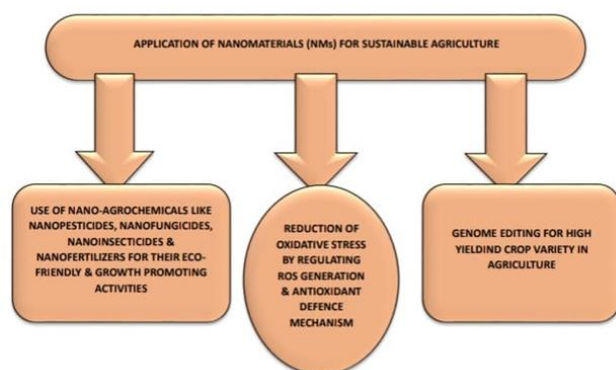 APPLICATION OF NANOMATERIALS (NMs) FOR SUSTAINABLE AGRICULTURE
USE OF NANO-AGROCHEMICALS LIKE
NANOPESTICIDES, NANOFUNGICIDES,
NANOINSECTICIDES &
NANOFERTILIZERS FOR THEIR ECO-
FRIENDLY & GROWTH PROMOTING
ACTIVITIES
REDUCTION OF
OXIDATIVE STRESS
BY REGULATING
ROS GENERATION
& ANTIOXIDANT
DEFENCE
MECHANISM
GENOME EDITING FOR HIGH
YIELDIND CROP VARIETY IN
AGRICULTURE